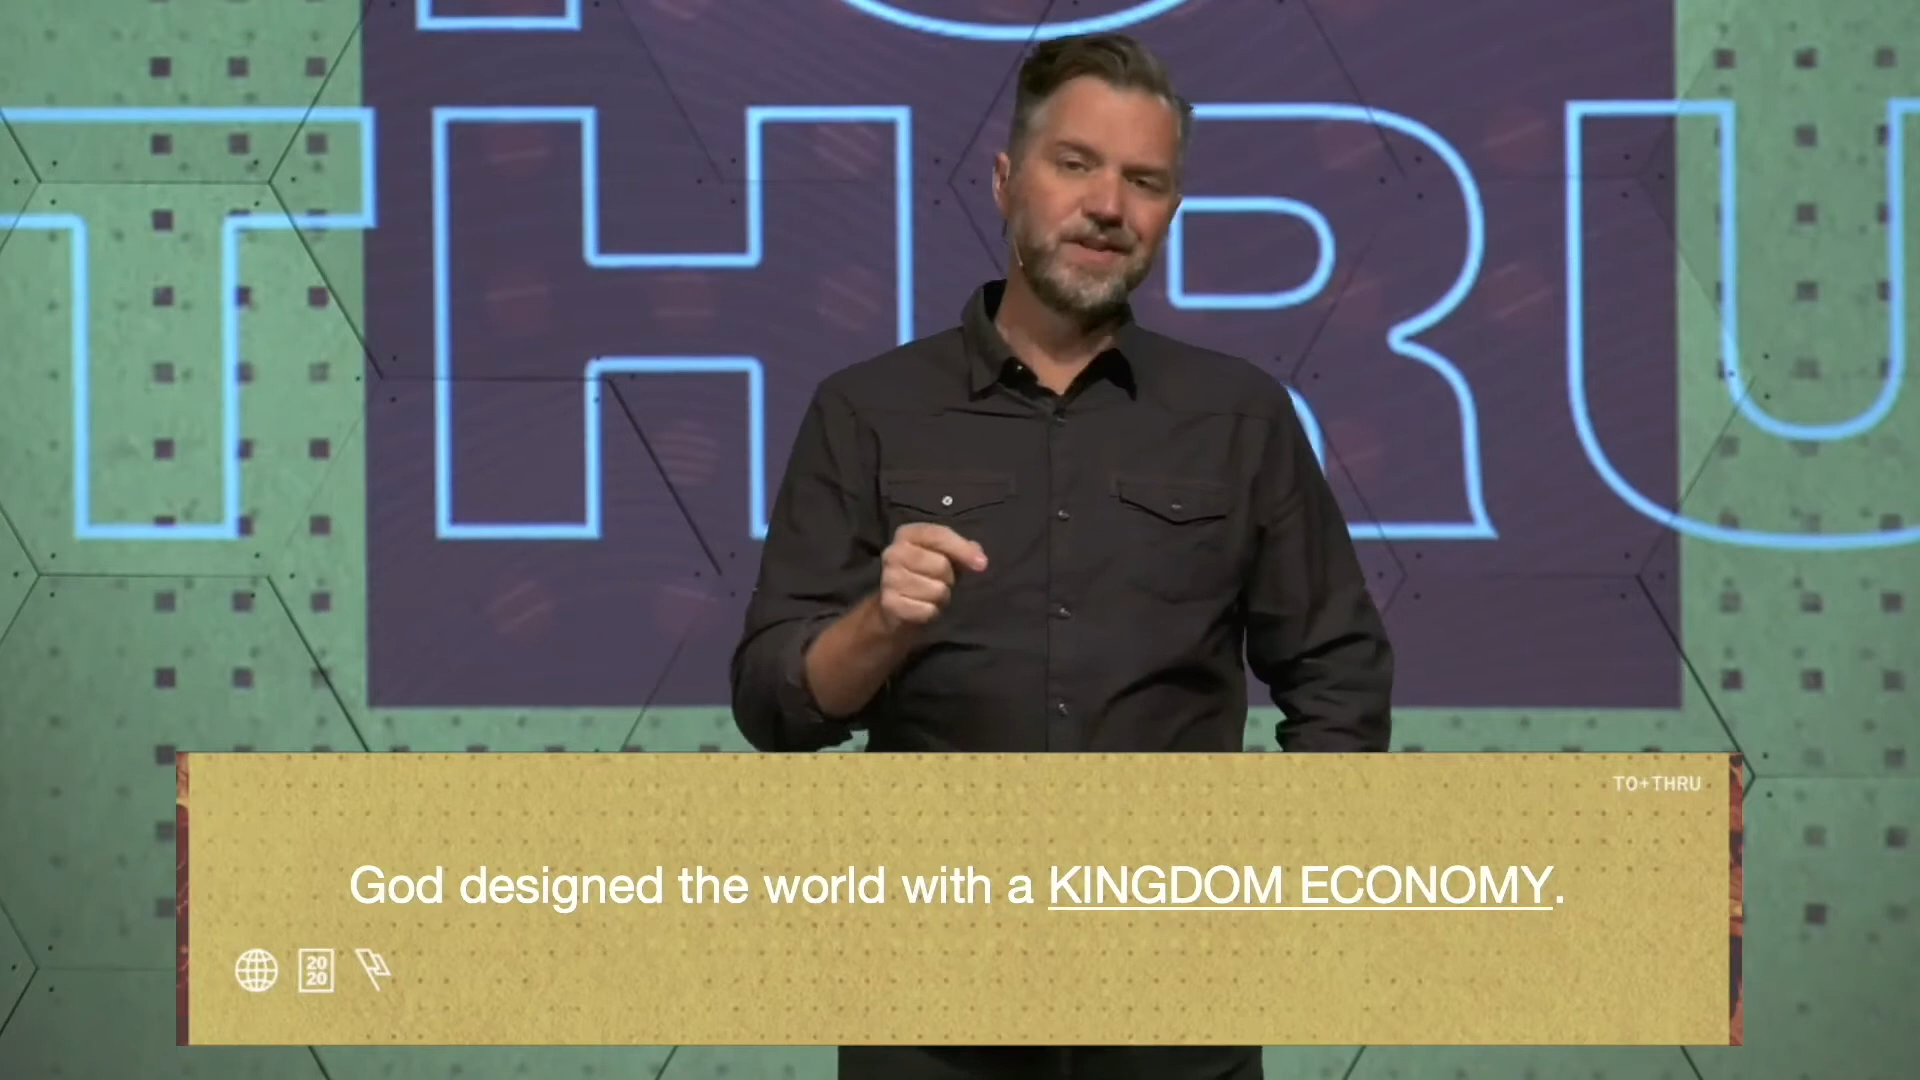 THRU
TO+THRU
God designed the world with a KINGDOM ECONOMY.
20
20